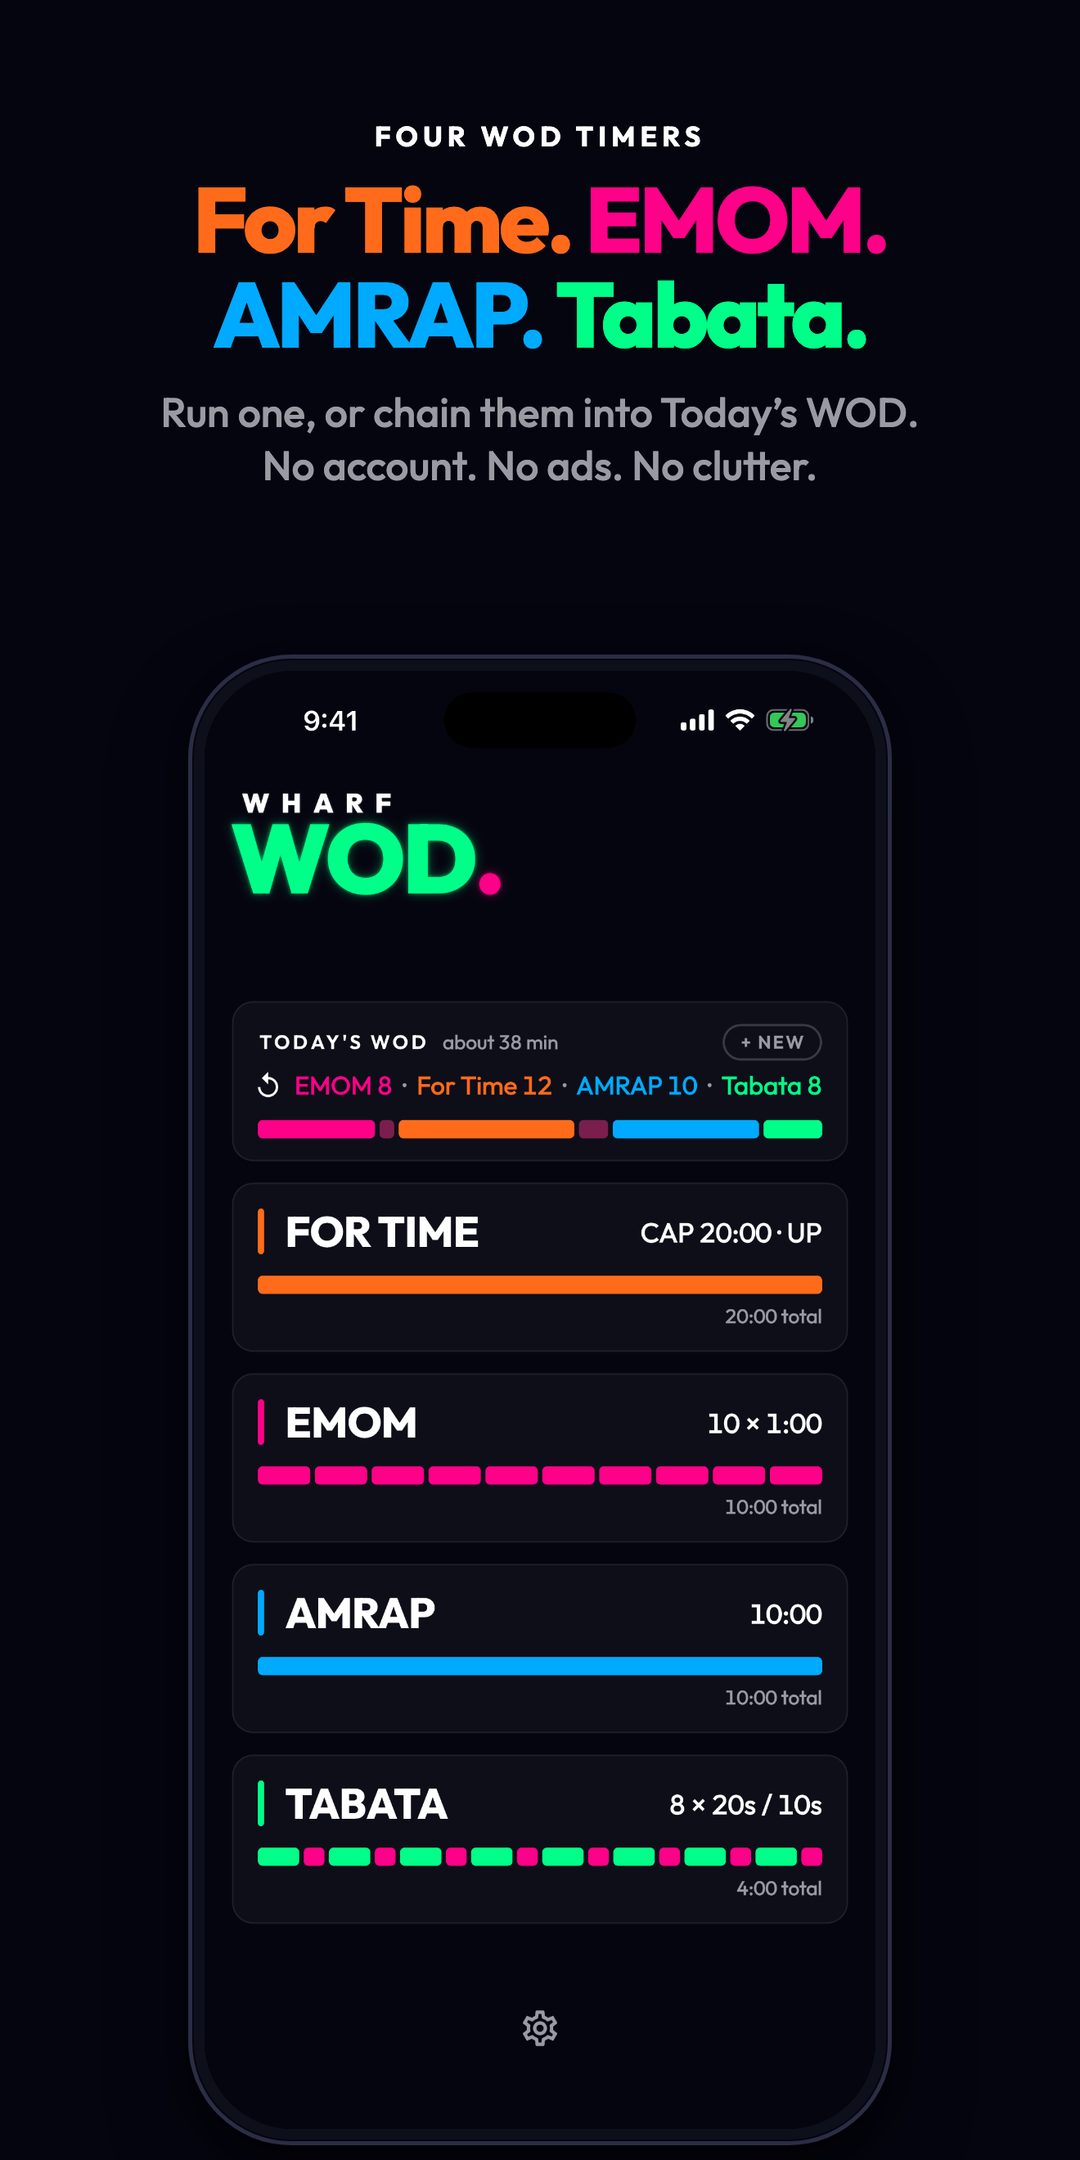 FOUR WOD TIMERS
For Time. EMOM.
AMRAP. Tabata.
Run one, or chain them into Today’s WOD.
No account. No ads. No clutter.
9:41
WHARF
WOD.
TODAY'S WOD about 38 min + NEW
EMOM 8 · For Time 12 · AMRAP 10 · Tabata 8
FOR TIME CAP 20:00 · UP
20:00 total
EMOM 10 × 1:00
10:00 total
AMRAP 10:00
10:00 total
TABATA 8 × 20s / 10s
4:00 total